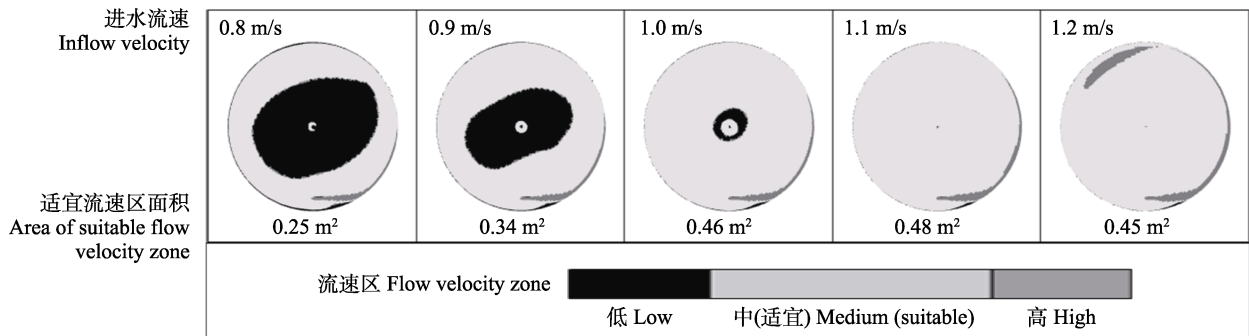 进水流速
Inflow velocity
0.8 m/s
0.9 m/s
1.0 m/s
1.1 m/s
1.2 m/s
适宜流速区面积
Area of suitable flow
velocity zone
0.25 m²
0.34 m²
0.46 m²
0.48 m²
0.45 m²
流速区 Flow velocity zone
低 Low
中(适宜) Medium (suitable)
高 High